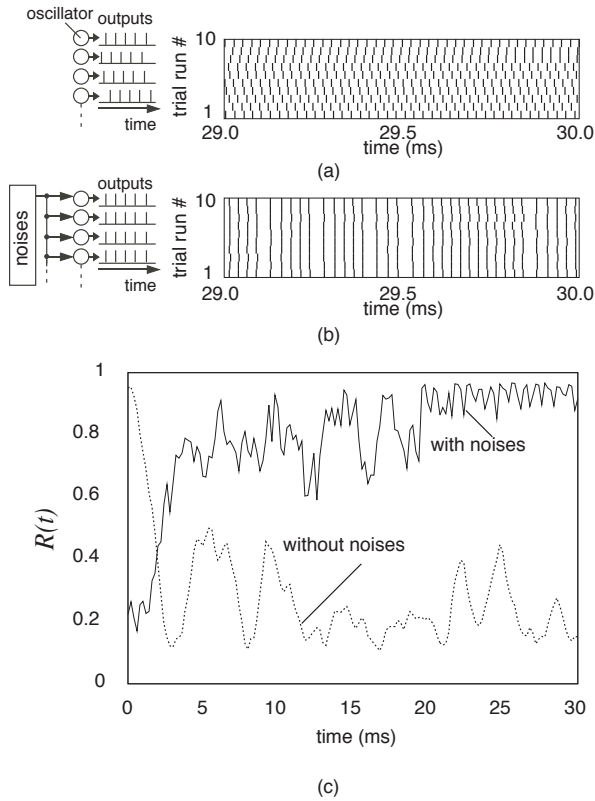 oscillator
outputs
time
trial run #
10
1
29.0
29.5
30.0
time (ms)
(a)
noises
outputs
time
trial run #
10
1
29.0
29.5
30.0
time (ms)
(b)
R(t)
1
0.8
0.6
0.4
0.2
0
with noises
without noises
0
5
10
15
20
25
30
time (ms)
(c)